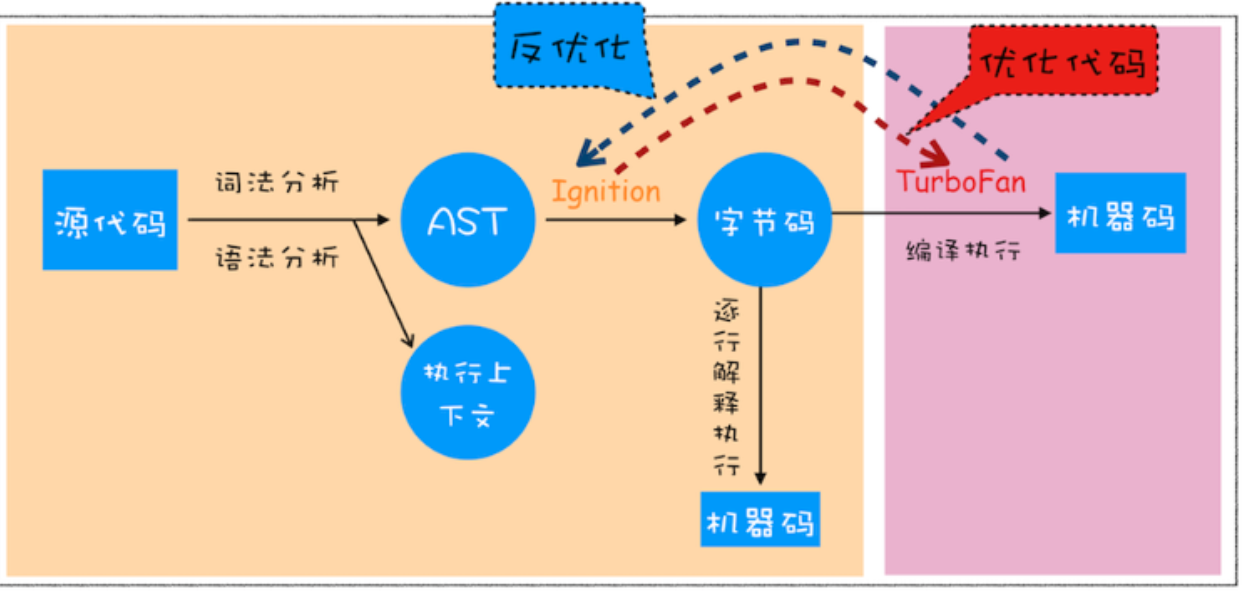 反优化
优化代码
源代码
词法分析
语法分析
AST
执行上
下文
Ignition
字节码
逐
行
解
释
执
行
机器码
TurboFan
编译执行
机器码